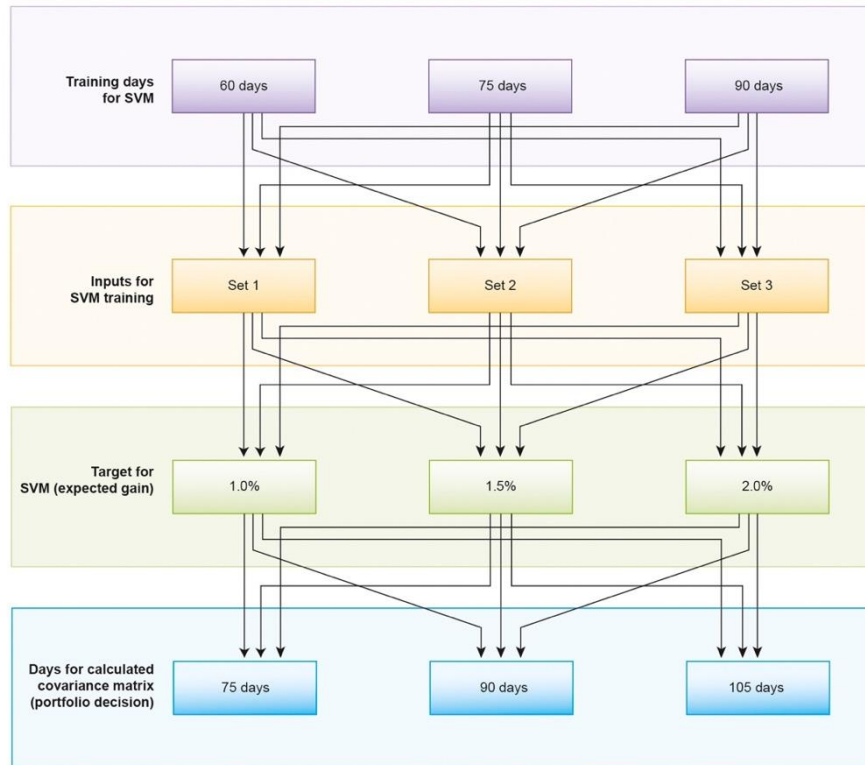 Training days
for SVM
60 days
75 days
90 days
Inputs for
SVM training
Set 1
Set 2
Set 3
Target for
SVM (expected gain)
1.0%
1.5%
2.0%
Days for calculated
covariance matrix
(portfolio decision)
75 days
90 days
105 days